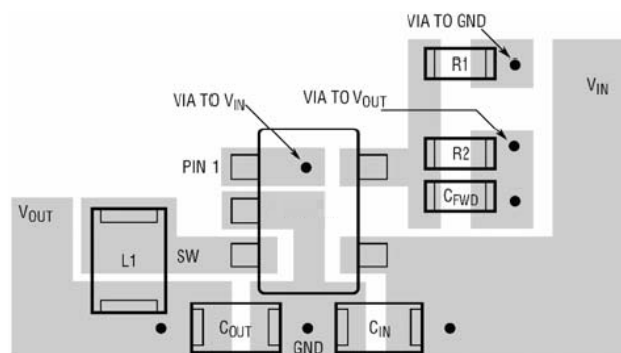 VIA TO GND
R1
VIN
VIA TO VIN
VIA TO VOUT
PIN 1
R2
CFWD
VOUT
L1
SW
COUT
GND
CIN